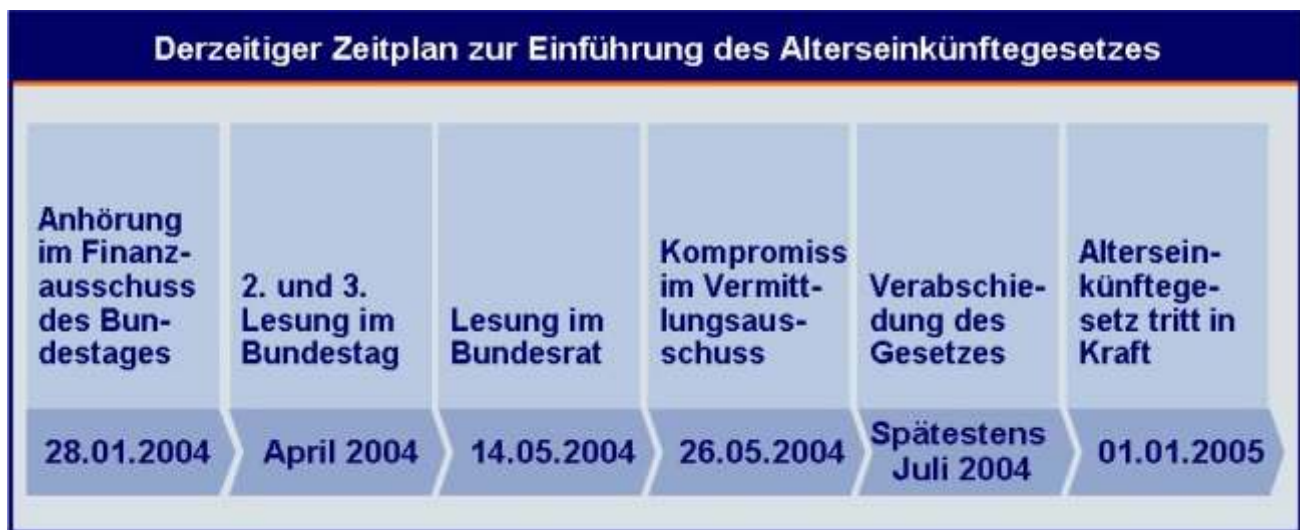 Derzeitiger Zeitplan zur Einführung des Alterseinkünftegesetzes
Anhörung
im Finanz-
ausschuss
des Bun-
destages
28.01.2004
2. und 3.
Lesung im
Bundestag
April 2004
Lesung im
Bundesrat
14.05.2004
Kompromiss
im Vermitt-
lungsaus-
schuss
26.05.2004
Verabschie-
dung des
Gesetzes
Spätestens
Juli 2004
Altersein-
künftege-
setz tritt in
Kraft
01.01.2005